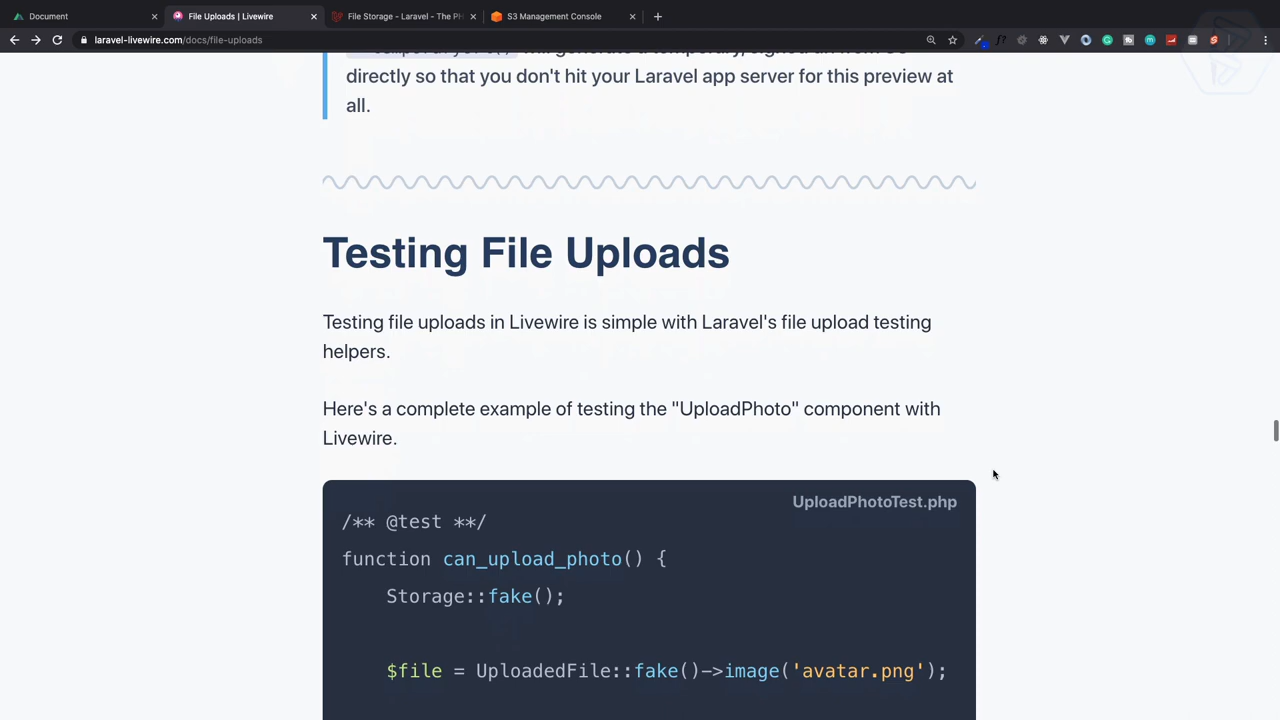 Document
File Uploads | Livewire
File Storage - Laravel - The P
S3 Management Console
laravel-livewire.com/docs/file-uploads
directly so that you don't hit your Laravel app server for this preview at
all.
Testing File Uploads
Testing file uploads in Livewire is simple with Laravel's file upload testing
helpers.
Here's a complete example of testing the "UploadPhoto" component with
Livewire.
UploadPhotoTest.php
/** @test **/
function can_upload_photo() {
Storage::fake();
$file = UploadedFile::fake()->image('avatar.png');